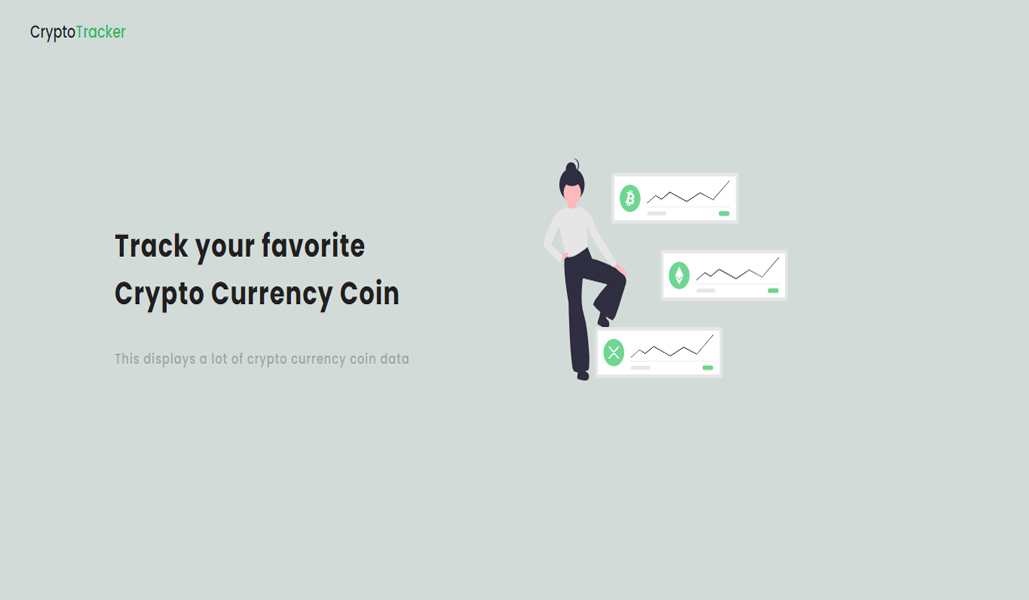 CryptoTracker
Track your favorite
Crypto Currency Coin
This displays a lot of crypto currency coin data